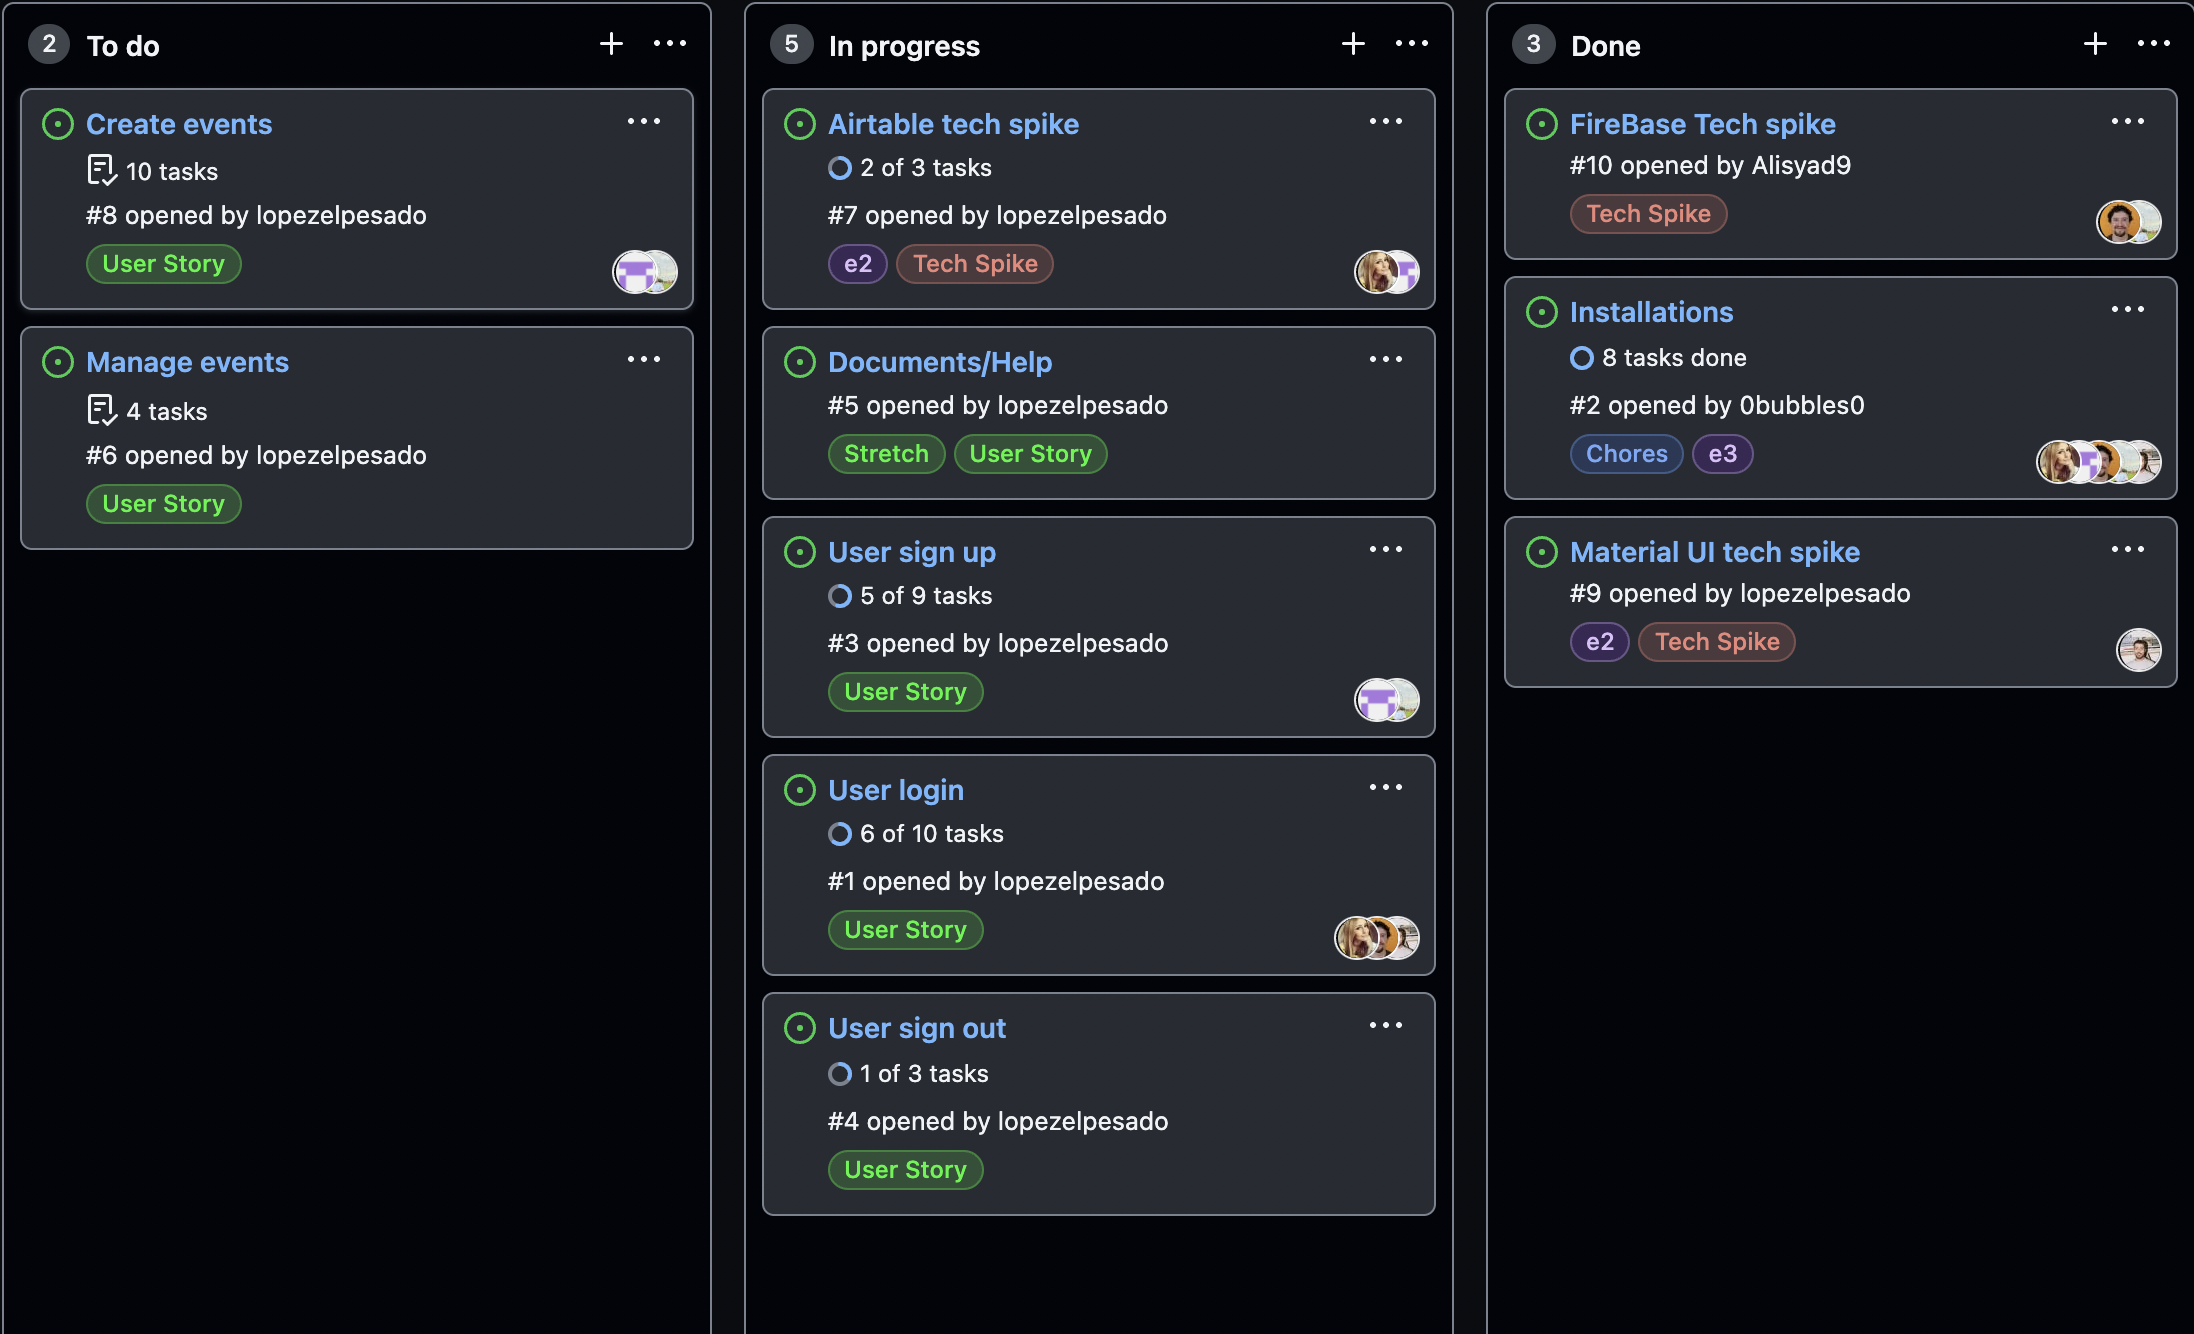 2 To do
Create events
10 tasks
#8 opened by lopezelpesado
User Story
Manage events
4 tasks
#6 opened by lopezelpesado
User Story
5 In progress
Airtable tech spike
2 of 3 tasks
#7 opened by lopezelpesado
e2 Tech Spike
Documents/Help
#5 opened by lopezelpesado
Stretch User Story
User sign up
5 of 9 tasks
#3 opened by lopezelpesado
User Story
User login
6 of 10 tasks
#1 opened by lopezelpesado
User Story
User sign out
1 of 3 tasks
#4 opened by lopezelpesado
User Story
3 Done
FireBase Tech spike
#10 opened by Alisyad9
Tech Spike
Installations
8 tasks done
#2 opened by 0bubbles0
Chores e3
Material UI tech spike
#9 opened by lopezelpesado
e2 Tech Spike